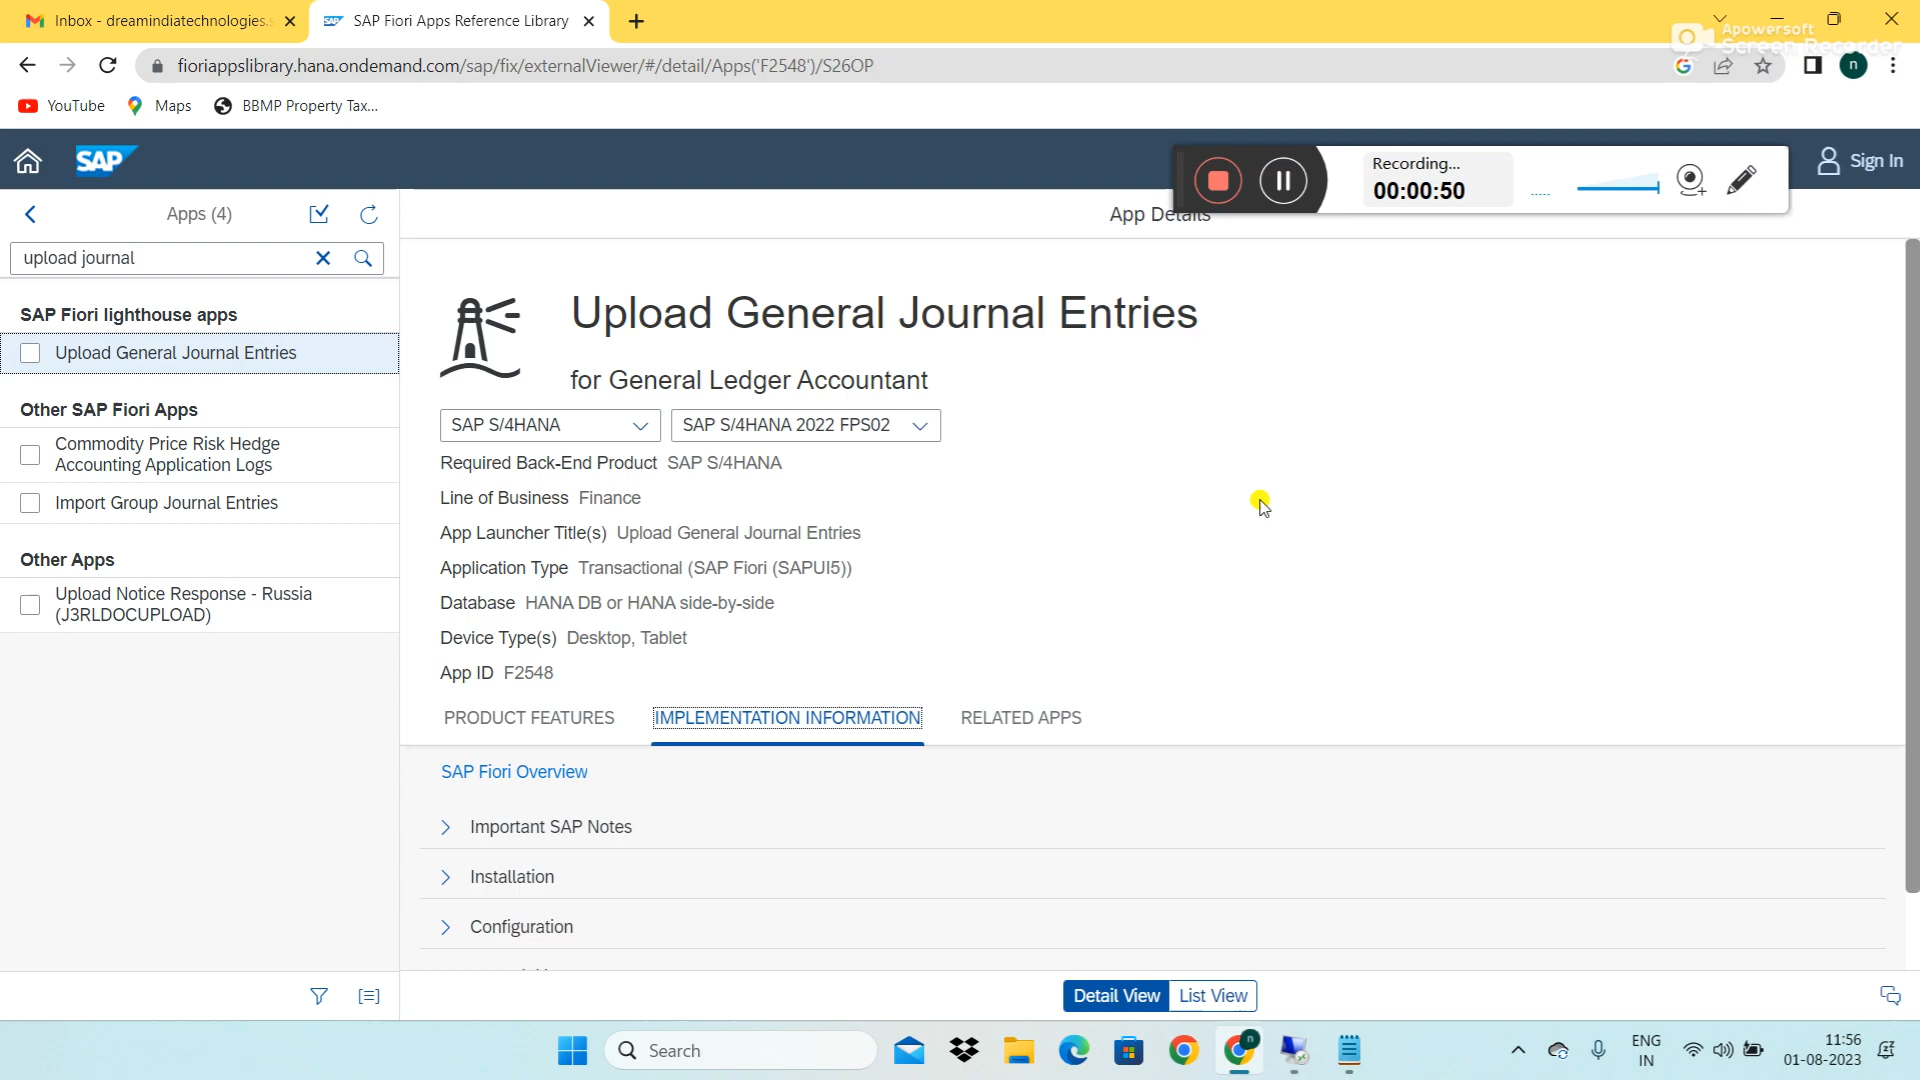 Inbox - dreamindiatechnologies.s
SAP Fiori Apps Reference Library
Apowersoft
Screen Recorder
fioriappslibrary.hana.ondemand.com/sap/fix/externalViewer/#/detail/Apps('F2548')/S26OP
n
YouTube
Maps
BBMP Property Tax...
SAP
Recording...
00:00:50
Sign In
Apps (4)
App Details
upload journal
SAP Fiori lighthouse apps
Upload General Journal Entries
Other SAP Fiori Apps
Commodity Price Risk Hedge
Accounting Application Logs
Import Group Journal Entries
Other Apps
Upload Notice Response - Russia
(J3RLDOCUPLOAD)
Upload General Journal Entries
for General Ledger Accountant
SAP S/4HANA
SAP S/4HANA 2022 FPS02
Required Back-End Product SAP S/4HANA
Line of Business Finance
App Launcher Title(s) Upload General Journal Entries
Application Type Transactional (SAP Fiori (SAPUI5))
Database HANA DB or HANA side-by-side
Device Type(s) Desktop, Tablet
App ID F2548
PRODUCT FEATURES
IMPLEMENTATION INFORMATION
RELATED APPS
SAP Fiori Overview
Important SAP Notes
Installation
Configuration
Detail View
List View
Search
n
ENG
IN
11:56
01-08-2023